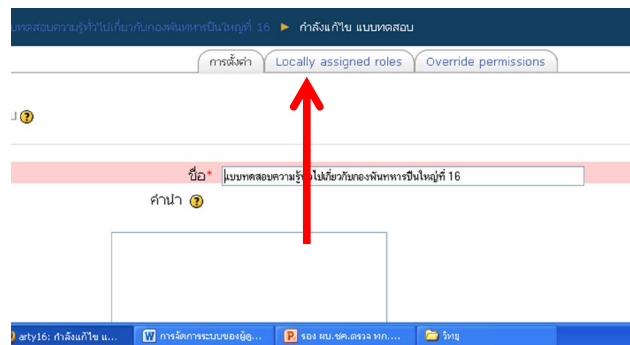 บทดสอบความรู้ทั่วไปเกี่ยวกับกองพันทหารปืนใหญ่ที่ 16 ► กำลังแก้ไข แบบทดสอบ
การตั้งค่า Locally assigned roles Override permissions
ชื่อ* แบบทดสอบความรู้ทั่วไปเกี่ยวกับกองพันทหารปืนใหญ่ที่ 16
คำนำ
arty16: กำลังแก้ไข แ... การจัดการระบบของผู้ดู... รอง ผบ.ชค.ตรวจ ทก.... วิทยุ